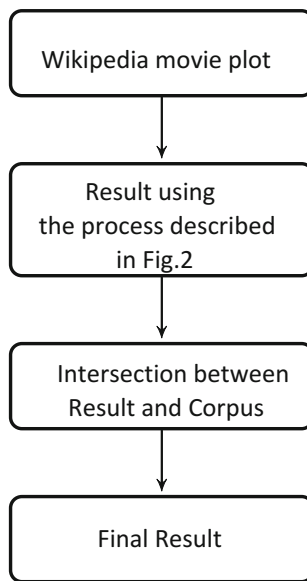 Wikipedia movie plot
Result using
the process described
in Fig.2
Intersection between
Result and Corpus
Final Result